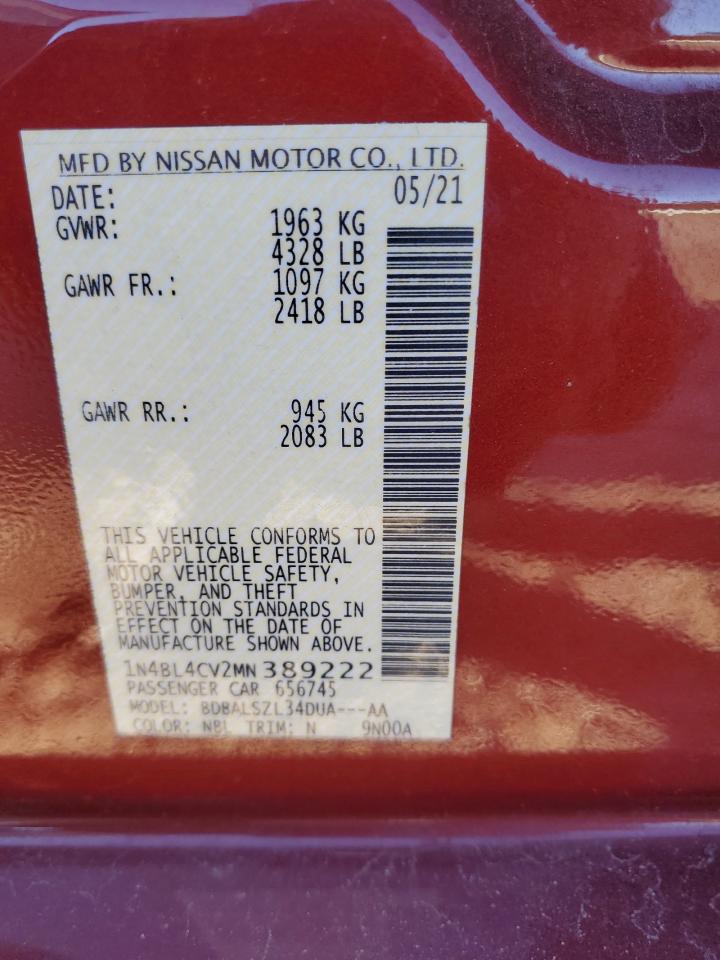 MFD BY NISSAN MOTOR CO., LTD.
DATE: 05/21
GVWR: 1963 KG
4328 LB
GAWR FR.: 1097 KG
2418 LB
GAWR RR.: 945 KG
2083 LB
THIS VEHICLE CONFORMS TO
ALL APPLICABLE FEDERAL
MOTOR VEHICLE SAFETY,
BUMPER, AND THEFT
PREVENTION STANDARDS IN
EFFECT ON THE DATE OF
MANUFACTURE SHOWN ABOVE.
1N4BL4CV2MN389222
PASSENGER CAR 656745
MODEL: BDBALSZL34DUA---AA
COLOR: NBL TRIM: N 9N00A